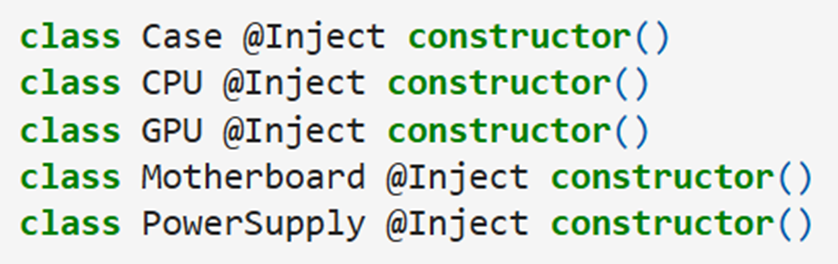 class Case @Inject constructor()
class CPU @Inject constructor()
class GPU @Inject constructor()
class Motherboard @Inject constructor()
class PowerSupply @Inject constructor()